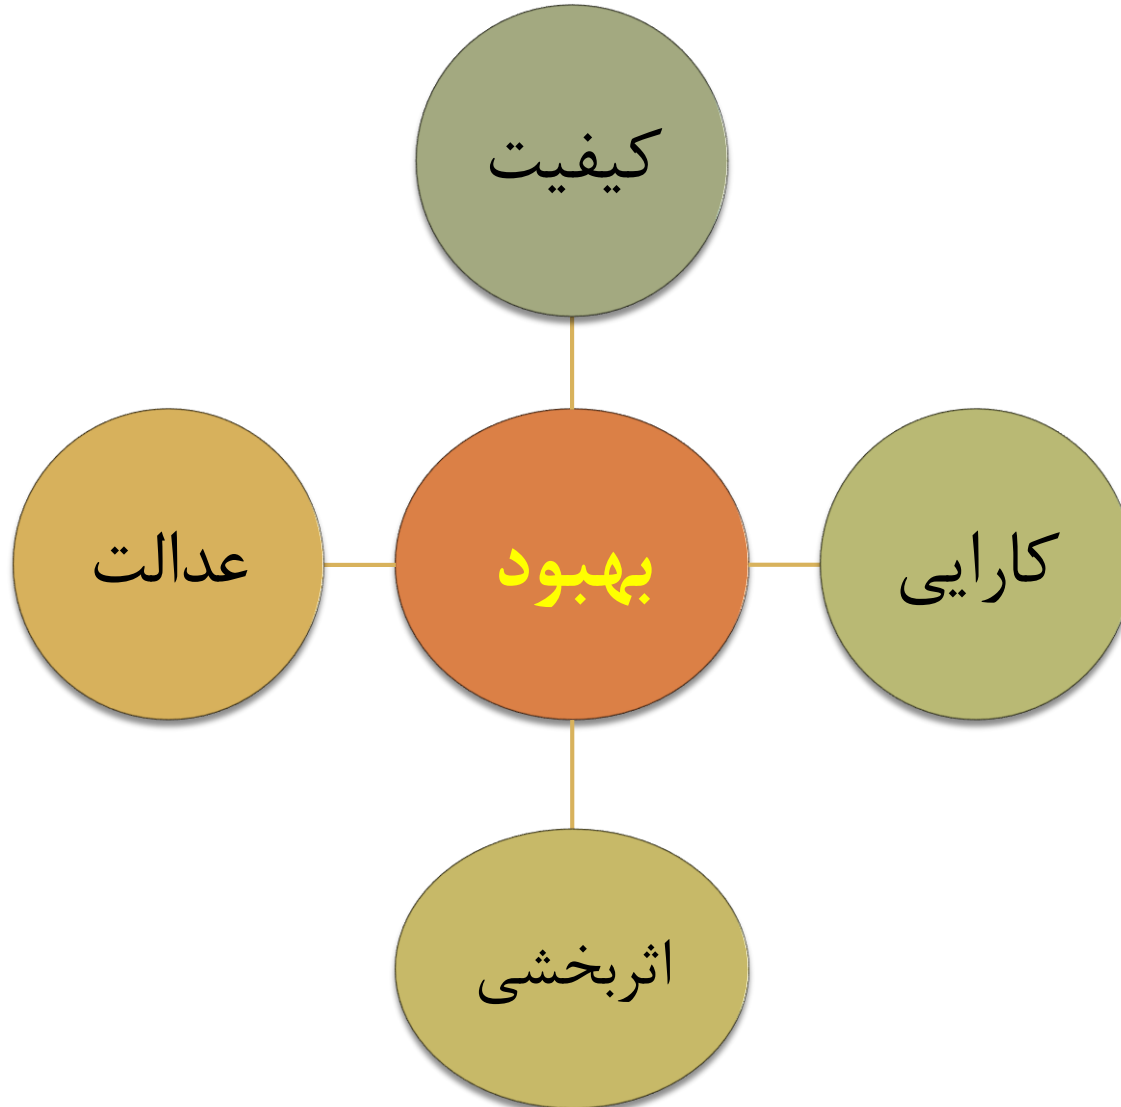 کیفیت
کارایی
بهبود
عدالت
اثربخشی